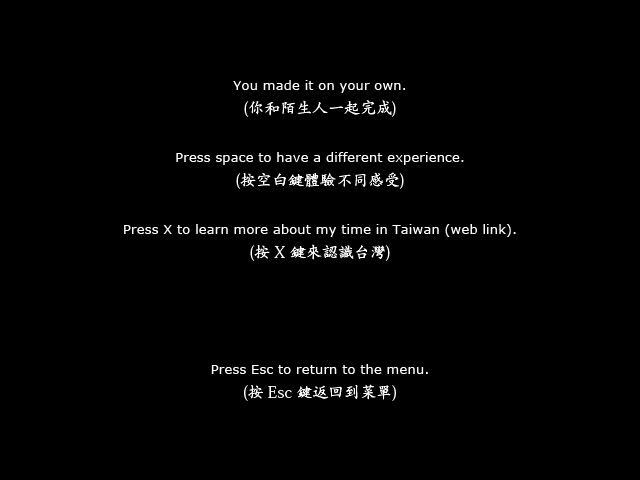 You made it on your own.
(你和陌生人一起完成)
Press space to have a different experience.
(按空白鍵體驗不同感受)
Press X to learn more about my time in Taiwan (web link).
(按 X 鍵來認識台灣)
Press Esc to return to the menu.
(按 Esc 鍵返回到菜單)